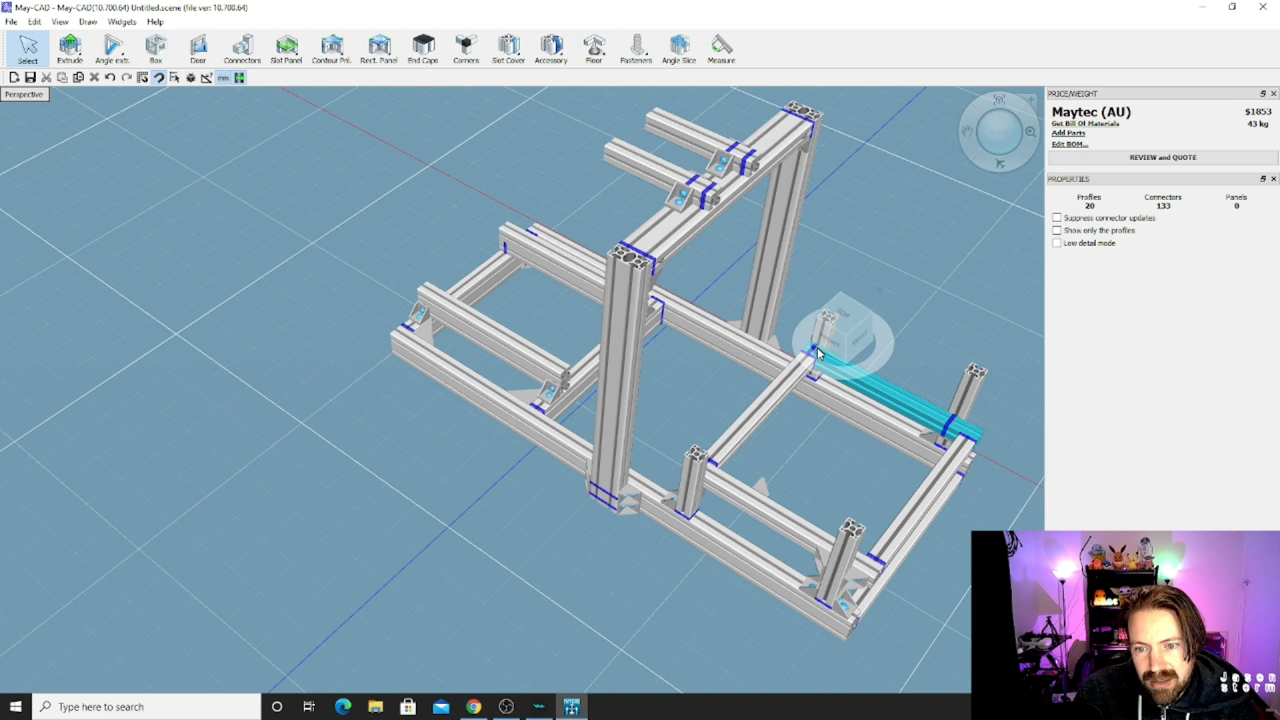 May-CAD - May-CAD(10.700.64) Untitled.scene (file ver: 10.700.64)
File Edit View Draw Widgets Help
Select Extrude Angle extr. Box Door Connectors Slot Panel Contour Pnl. Rect. Panel End Caps Corners Slot Cover Accessory Floor Fasteners Angle Slice Measure
mm
Perspective
PRICE/WEIGHT
Maytec (AU) $1853
Get Bill Of Materials 43 kg
Add Parts
Edit BOM...
REVIEW and QUOTE
PROPERTIES
Profiles Connectors Panels
20 133 0
Suppress connector updates
Show only the profiles
Low detail mode
TOP
Jason
Storm
Type here to search